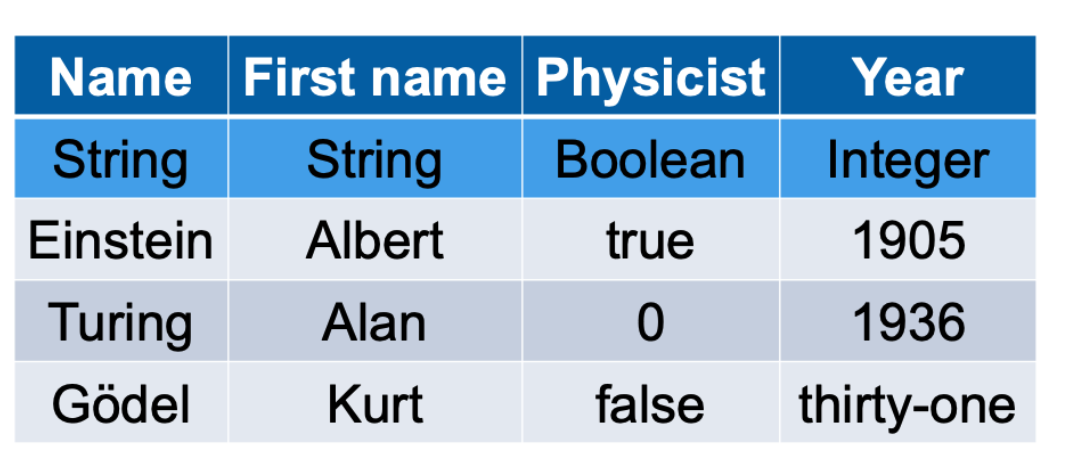 Name First name Physicist Year
String String Boolean Integer
Einstein Albert true 1905
Turing Alan 0 1936
Gödel Kurt false thirty-one